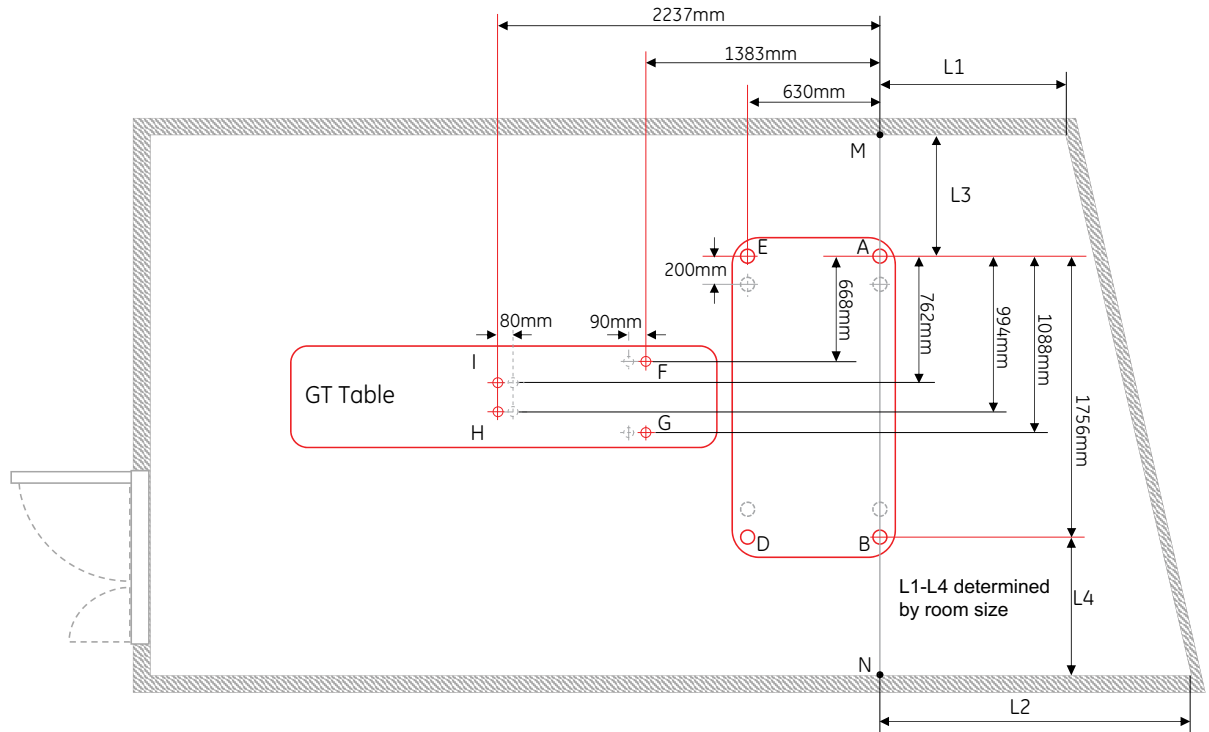 2237mm
1383mm
L1
630mm
M
L3
E
A
200mm
668mm
762mm
994mm
1088mm
80mm
90mm
I
F
GT Table
1756mm
H
G
D
B
L1-L4 determined
by room size
L4
N
L2